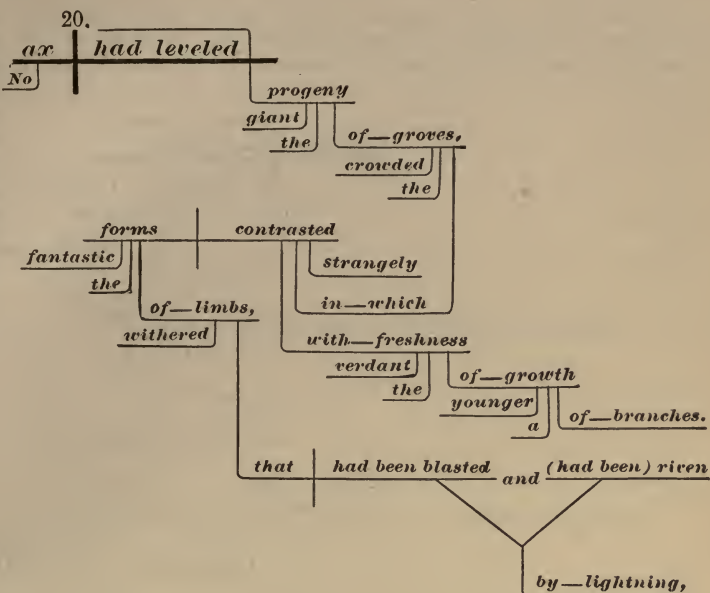 20.
ax had leveled
No
progeny
giant
the
of—groves,
crowded
the
forms contrasted
fantastic
the
strangely
of—limbs,
withered
in—which
with—freshness
verdant
the
of—growth
younger
a
of—branches.
that had been blasted and (had been) riven
by—lightning,